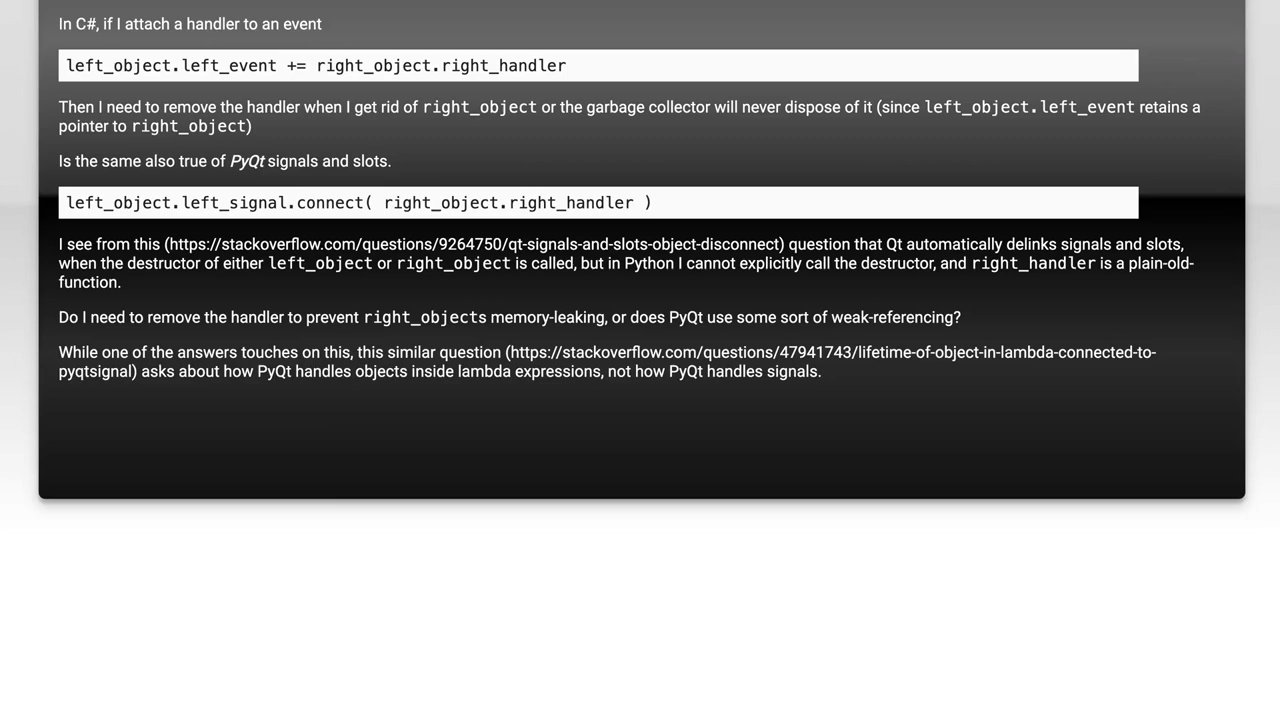 In C#, if I attach a handler to an event
left_object.left_event += right_object.right_handler
Then I need to remove the handler when I get rid of right_object or the garbage collector will never dispose of it (since left_object.left_event retains a
pointer to right_object)
Is the same also true of PyQt signals and slots.
left_object.left_signal.connect( right_object.right_handler )
I see from this (https://stackoverflow.com/questions/9264750/qt-signals-and-slots-object-disconnect) question that Qt automatically delinks signals and slots,
when the destructor of either left_object or right_object is called, but in Python I cannot explicitly call the destructor, and right_handler is a plain-old-
function.
Do I need to remove the handler to prevent right_objects memory-leaking, or does PyQt use some sort of weak-referencing?
While one of the answers touches on this, this similar question (https://stackoverflow.com/questions/47941743/lifetime-of-object-in-lambda-connected-to-
pyqtsignal) asks about how PyQt handles objects inside lambda expressions, not how PyQt handles signals.